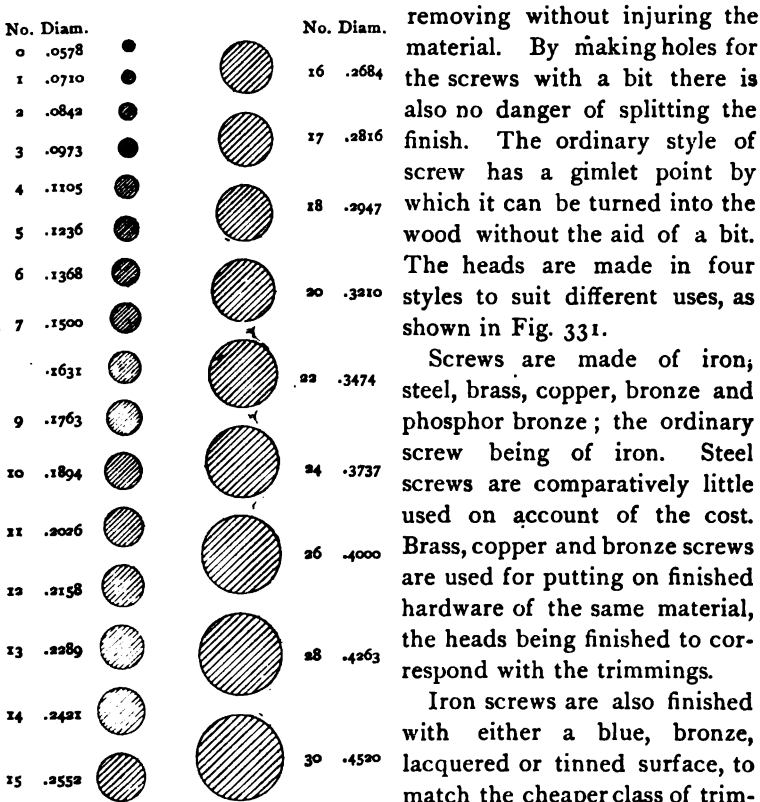 No. Diam.
0 .0578
1 .0710
2 .0842
3 .0973
4 .1105
5 .1236
6 .1368
7 .1500
.1631
9 .1763
10 .1894
11 .2026
12 .2158
13 .2289
14 .2421
15 .2552
No. Diam.
16 .2684
17 .2816
18 .2947
20 .3210
22 .3474
24 .3737
26 .4000
28 .4263
30 .4520
removing without injuring the
material. By making holes for
the screws with a bit there is
also no danger of splitting the
finish. The ordinary style of
screw has a gimlet point by
which it can be turned into the
wood without the aid of a bit.
The heads are made in four
styles to suit different uses, as
shown in Fig. 331.
Screws are made of iron,
steel, brass, copper, bronze and
phosphor bronze ; the ordinary
screw being of iron. Steel
screws are comparatively little
used on account of the cost.
Brass, copper and bronze screws
are used for putting on finished
hardware of the same material,
the heads being finished to cor-
respond with the trimmings.
Iron screws are also finished
with either a blue, bronze,
lacquered or tinned surface, to
match the cheaper class of trim-